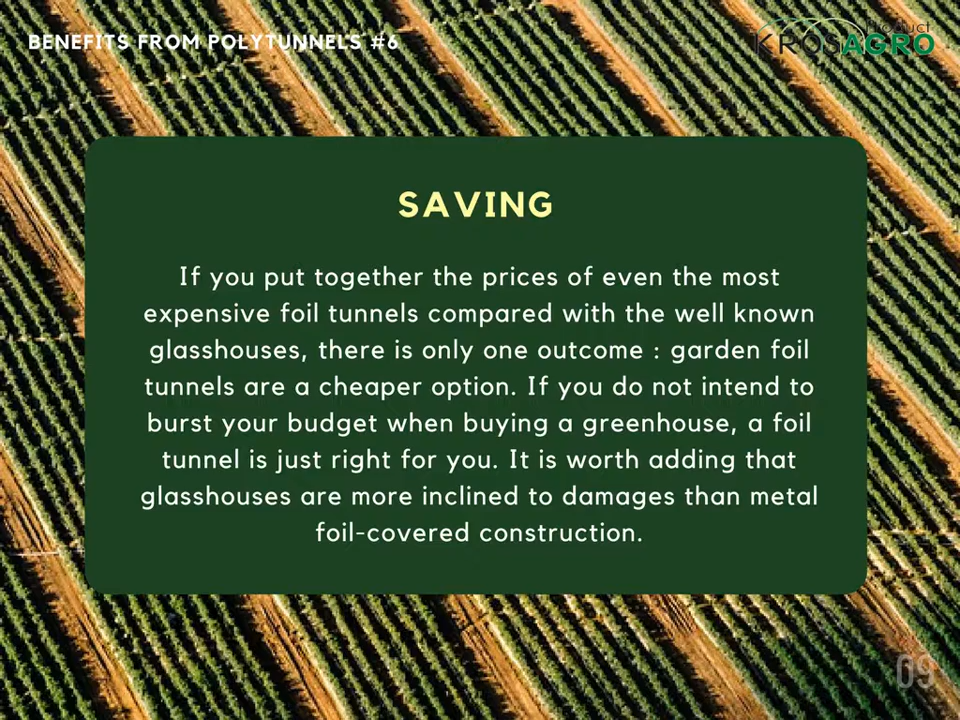 BENEFITS FROM POLYTUNNELS #6
product
KROSAGRO
SAVING
If you put together the prices of even the most
expensive foil tunnels compared with the well known
glasshouses, there is only one outcome : garden foil
tunnels are a cheaper option. If you do not intend to
burst your budget when buying a greenhouse, a foil
tunnel is just right for you. It is worth adding that
glasshouses are more inclined to damages than metal
foil-covered construction.
09